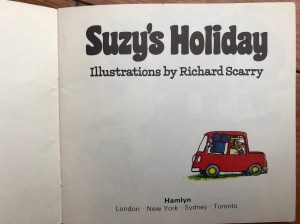 Suzy's Holiday
Illustrations by Richard Scarry
Hamlyn
London · New York · Sydney · Toronto